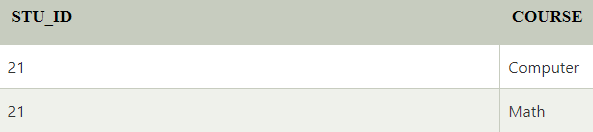 STU_ID COURSE
21 Computer
21 Math